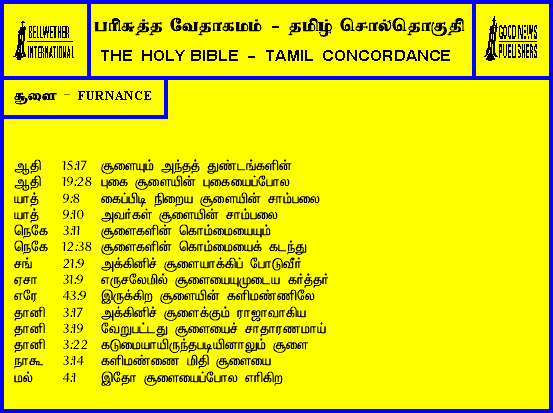 BELLWETHER
INTERNATIONAL
பரிசுத்த வேதாகமம் - தமிழ் சொல்தொகுதி
THE HOLY BIBLE - TAMIL CONCORDANCE
GOOD NEWS
PUBLISHERS
சூளை - FURNANCE
ஆதி 15:17 சூளையும் அந்தத் துண்டங்களின்
ஆதி 19:28 புகை சூளையின் புகையைப்போல
யாத் 9:8 கைப்பிடி நிறைய சூளையின் சாம்பலை
யாத் 9:10 அவர்கள் சூளையின் சாம்பலை
நெகே 3:11 சூளைகளின் கொம்மையையும்
நெகே 12:38 சூளைகளின் கொம்மையைக் கடந்து
சங் 21:9 அக்கினிச் சூளையாக்கிப் போடுவீர்
ஏசா 31:9 எருசலேமில் சூளையையுமுடைய கர்த்தர்
எரே 43:9 இருக்கிற சூளையின் களிமண்ணிலே
தானி 3:17 அக்கினிச் சூளைக்கும் ராஜாவாகிய
தானி 3:19 வேறுபட்டது சூளையைச் சாதாரணமாய்
தானி 3:22 கடுமையாயிருந்தபடியினாலும் சூளை
நாகூ 3:14 களிமண்ணை மிதி சூளையை
மல் 4:1 இதோ சூளையைப்போல எரிகிற